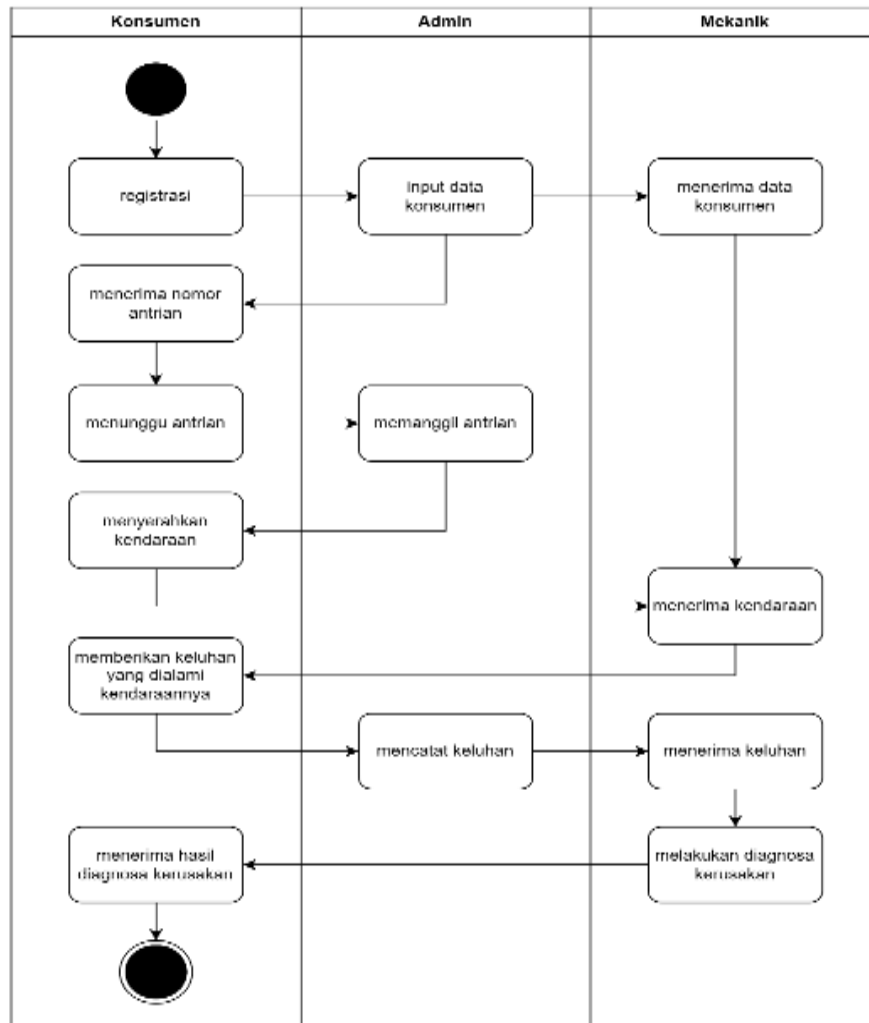 Konsumen
Admin
Mekanik
registrasi
input data
konsumen
menerima data
konsumen
menerima nomor
antrian
menunggu antrian
memanggil antrian
menyerahkan
kendaraan
menerima kendaraan
memberikan keluhan
yang dialami
kendaraannya
mencatat keluhan
menerima keluhan
menerima hasil
diagnosa kerusakan
melakukan diagnosa
kerusakan